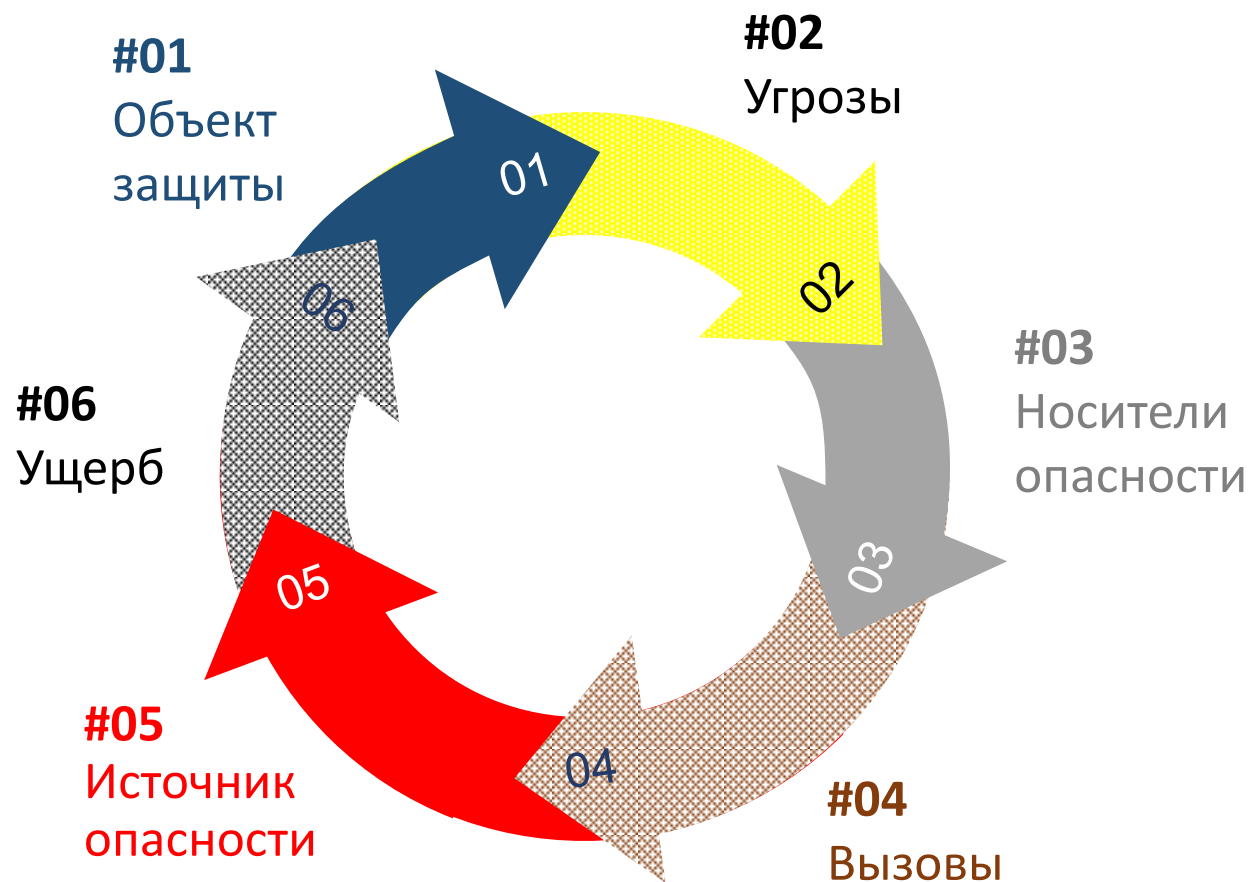 #01
Объект
защиты
#02
Угрозы
#03
Носители
опасности
#04
Вызовы
#05
Источник
опасности
#06
Ущерб
01
02
03
04
05
06